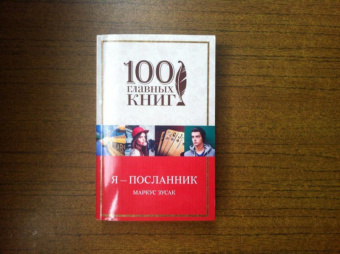 100
главных
книг
Я – ПОСЛАННИК
МАРКУС ЗУСАК